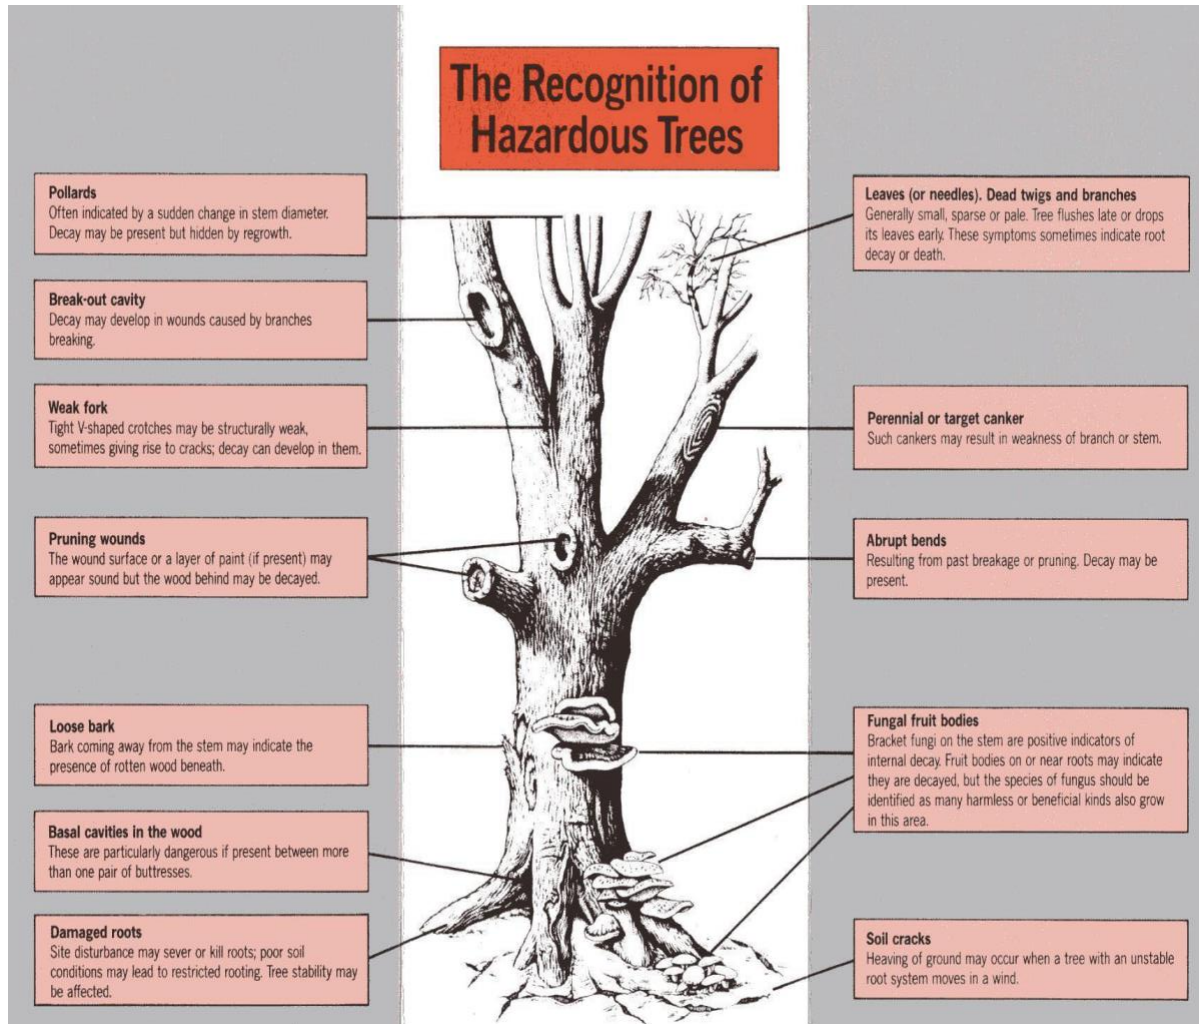 The Recognition of
Hazardous Trees
Pollards
Often indicated by a sudden change in stem diameter.
Decay may be present but hidden by regrowth.
Break-out cavity
Decay may develop in wounds caused by branches
breaking.
Weak fork
Tight V-shaped crotches may be structurally weak,
sometimes giving rise to cracks; decay can develop in them.
Pruning wounds
The wound surface or a layer of paint (if present) may
appear sound but the wood behind may be decayed.
Loose bark
Bark coming away from the stem may indicate the
presence of rotten wood beneath.
Basal cavities in the wood
These are particularly dangerous if present between more
than one pair of buttresses.
Damaged roots
Site disturbance may sever or kill roots; poor soil
conditions may lead to restricted rooting. Tree stability may
be affected.
Leaves (or needles). Dead twigs and branches
Generally small, sparse or pale. Tree flushes late or drops
its leaves early. These symptoms sometimes indicate root
decay or death.
Perennial or target canker
Such cankers may result in weakness of branch or stem.
Abrupt bends
Resulting from past breakage or pruning. Decay may be
present.
Fungal fruit bodies
Bracket fungi on the stem are positive indicators of
internal decay. Fruit bodies on or near roots may indicate
they are decayed, but the species of fungus should be
identified as many harmless or beneficial kinds also grow
in this area.
Soil cracks
Heaving of ground may occur when a tree with an unstable
root system moves in a wind.